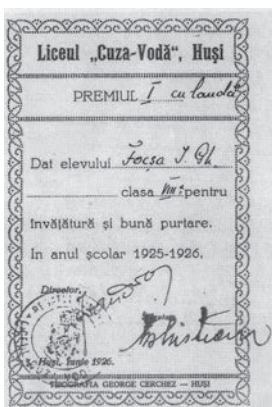 Liceul „Cuza-Vodă", Huşi
PREMIUL I cu laudă
Dat elevului Focşa I. Gh.
clasa VIII-a pentru
învăţătură şi bună purtare.
In anul şcolar 1925-1926.
Director,
Huşi, Iunie 1926.
TIPOGRAFIA GEORGE CERCHEZ — HUŞI